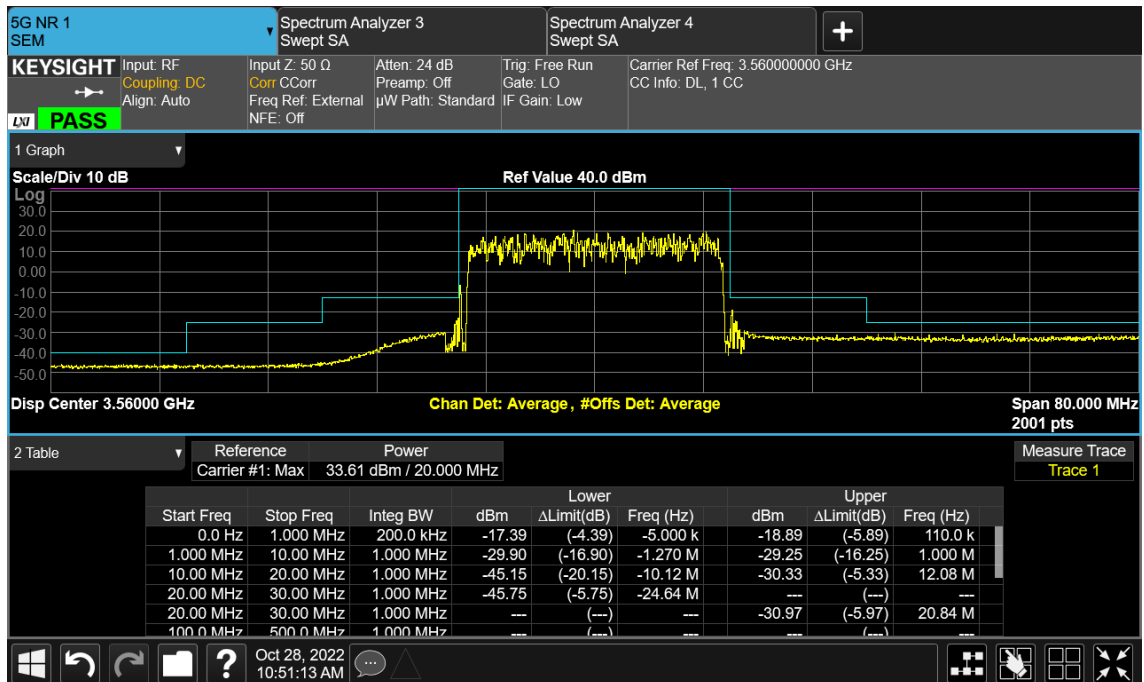 5G NR 1
SEM
Spectrum Analyzer 3
Swept SA
Spectrum Analyzer 4
Swept SA
KEYSIGHT
LXI
PASS
Input: RF
Coupling: DC
Align: Auto
Input Z: 50 Ω
Corr CCorr
Freq Ref: External
NFE: Off
Atten: 24 dB
Preamp: Off
µW Path: Standard
Trig: Free Run
Gate: LO
IF Gain: Low
Carrier Ref Freq: 3.560000000 GHz
CC Info: DL, 1 CC
1 Graph
Scale/Div 10 dB
Ref Value 40.0 dBm
Log
30.0
20.0
10.0
0.00
-10.0
-20.0
-30.0
-40.0
-50.0
Disp Center 3.56000 GHz
Chan Det: Average, #Offs Det: Average
Span 80.000 MHz
2001 pts
2 Table
Reference Power
Carrier #1: Max 33.61 dBm / 20.000 MHz
Measure Trace
Trace 1
Lower Upper
Start Freq Stop Freq Integ BW dBm ΔLimit(dB) Freq (Hz) dBm ΔLimit(dB) Freq (Hz)
0.0 Hz 1.000 MHz 200.0 kHz -17.39 (-4.39) -5.000 k -18.89 (-5.89) 110.0 k
1.000 MHz 10.00 MHz 1.000 MHz -29.90 (-16.90) -1.270 M -29.25 (-16.25) 1.000 M
10.00 MHz 20.00 MHz 1.000 MHz -45.15 (-20.15) -10.12 M -30.33 (-5.33) 12.08 M
20.00 MHz 30.00 MHz 1.000 MHz -45.75 (-5.75) -24.64 M --- (---) ---
20.00 MHz 30.00 MHz 1.000 MHz --- (---) --- -30.97 (-5.97) 20.84 M
100.0 MHz 500.0 MHz 1.000 MHz --- (---) --- --- (---) ---
Oct 28, 2022
10:51:13 AM